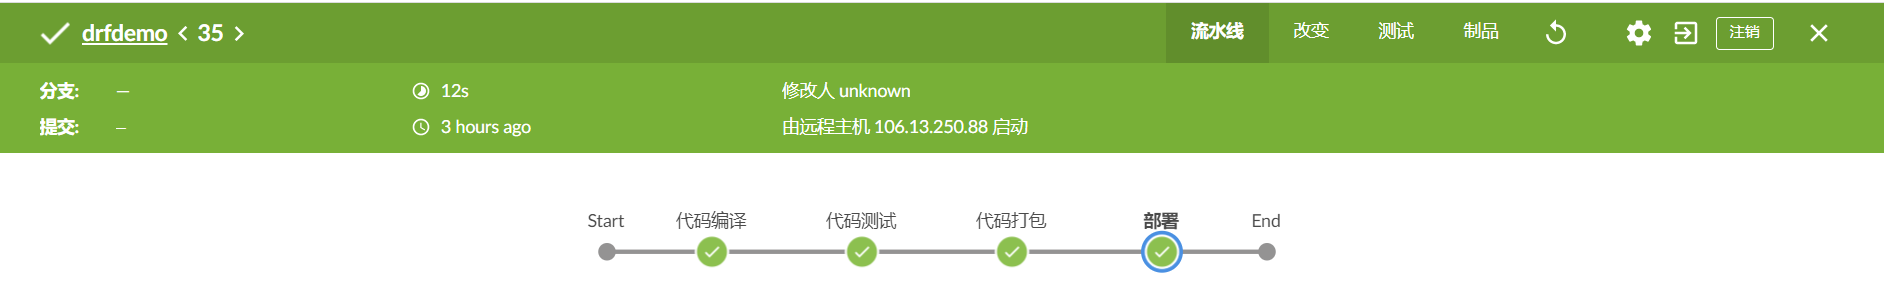 drfdemo < 35 >
流水线 改变 测试 制品 注销
分支: — 12s 修改人 unknown
提交: – 3 hours ago 由远程主机 106.13.250.88 启动
Start 代码编译 代码测试 代码打包 部署 End